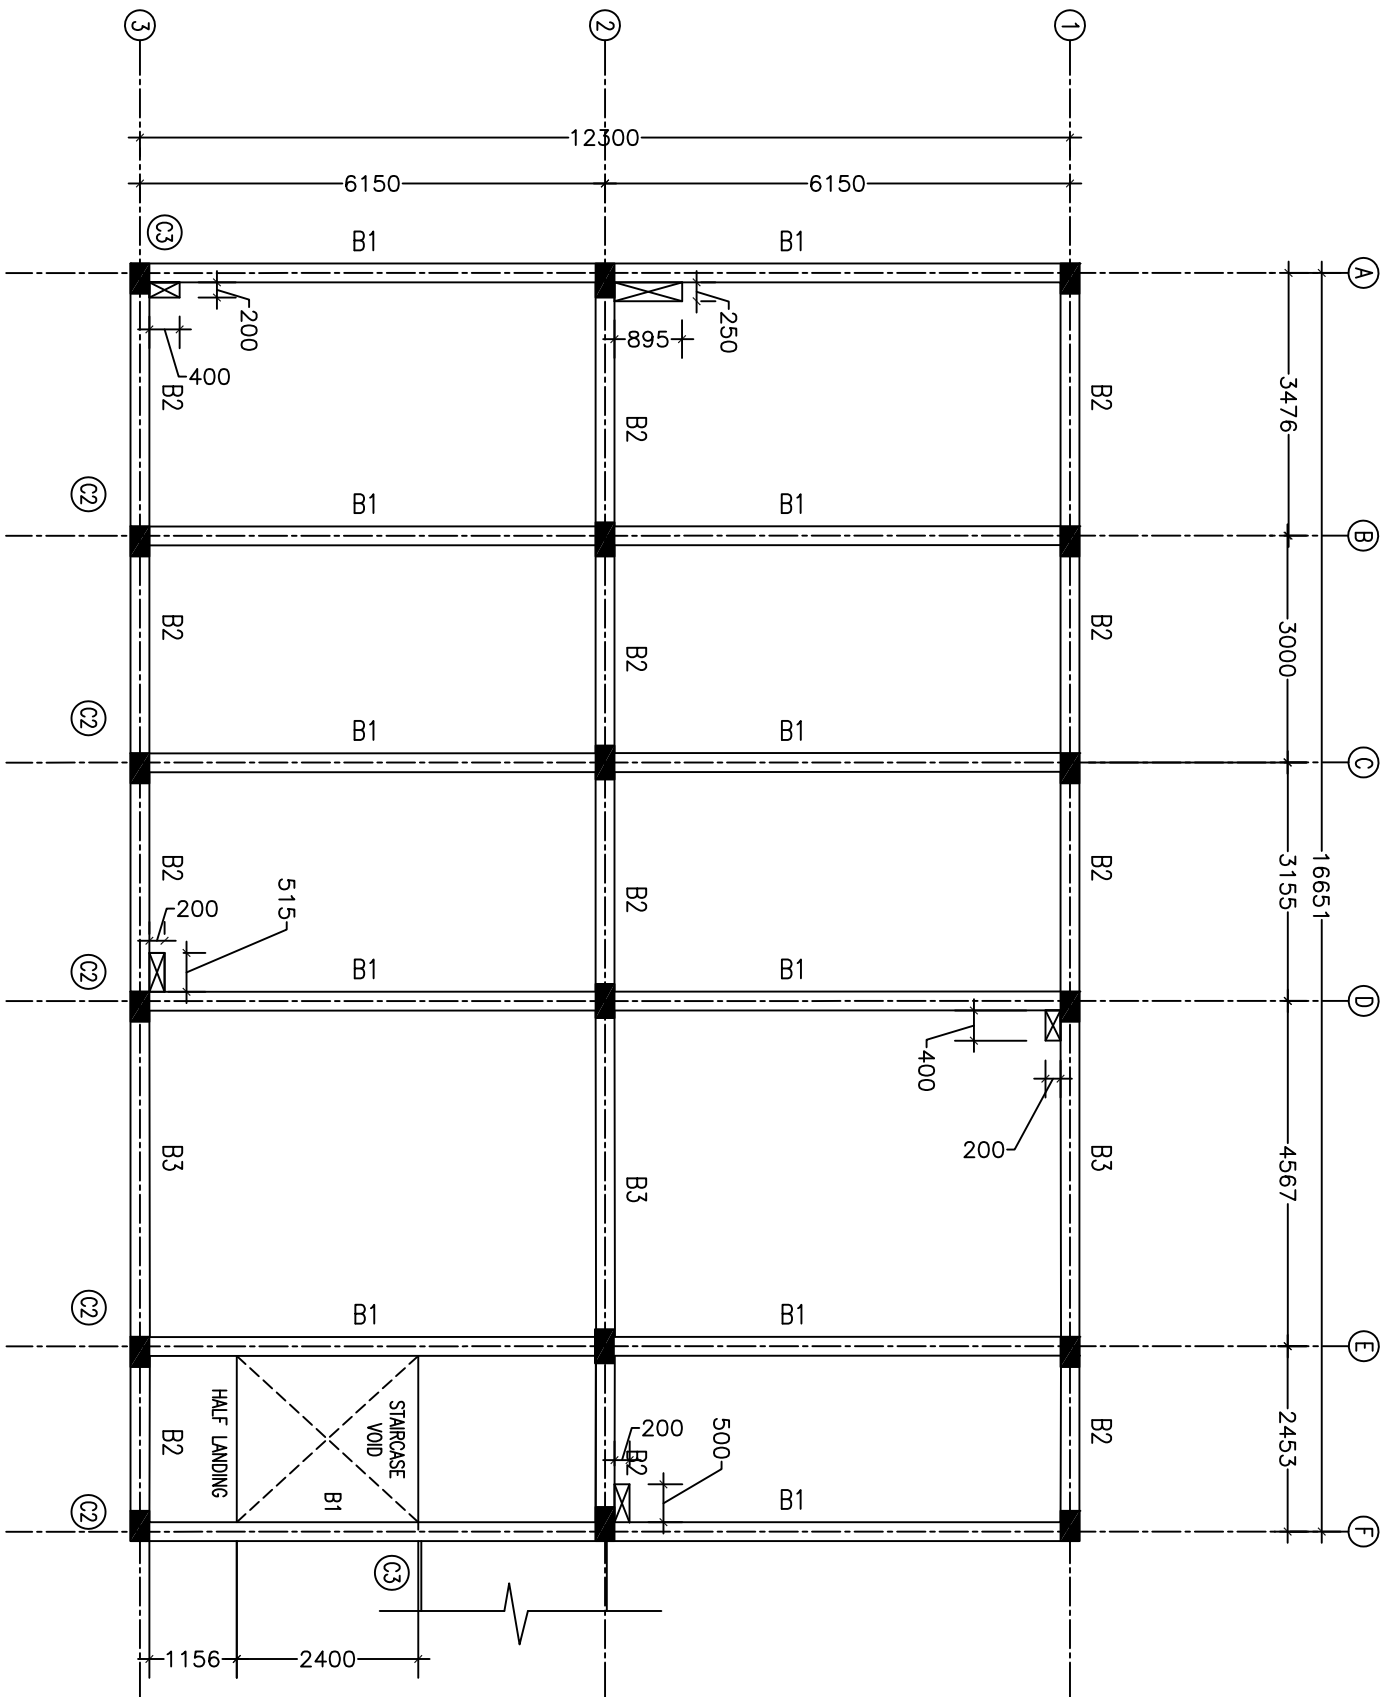 3
2
1
12300
6150
6150
C3
B1
B1
A
200
250
895
400
B2
B2
B2
3476
16651
C2
B1
B1
B
B2
B2
B2
3000
C2
B1
B1
C
B2
B2
B2
3155
200
515
C2
B1
B1
D
400
200
B3
B3
B3
4567
C2
B1
B1
E
STAIRCASE
VOID
HALF LANDING
B2
B1
200
B2
500
B1
B2
2453
C2
F
C3
1156
2400